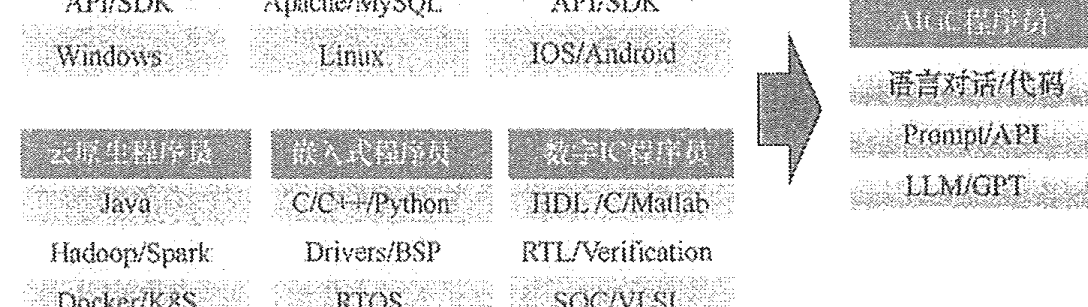 API/SDK
Apache/MySQL
API/SDK
Windows
Linux
IOS/Android
云原生程序员
嵌入式程序员
数字IC程序员
Java
C/C++/Python
HDL /C/Matlab
Hadoop/Spark
Drivers/BSP
RTL/Verification
Docker/K8S
RTOS
SOC/VLSI
AIGC程序员
语言对话/代码
Prompt/API
LLM/GPT